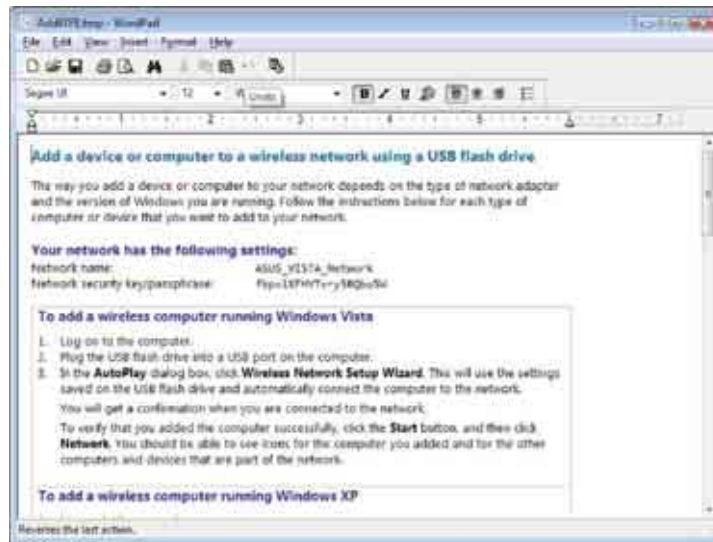 AddRTF.tmp - WordPad
File Edit View Insert Format Help
Segoe UI 12 Undo
1 2 3 4 5 7
Add a device or computer to a wireless network using a USB flash drive
The way you add a device or computer to your network depends on the type of network adapter
and the version of Windows you are running. Follow the instructions below for each type of
computer or device that you want to add to your network.
Your network has the following settings:
Network name: ASUS_VISTA_Network
Network security key/passphrase:
To add a wireless computer running Windows Vista
1. Log on to the computer.
2. Plug the USB flash drive into a USB port on the computer.
3. In the AutoPlay dialog box, click Wireless Network Setup Wizard. This will use the settings
saved on the USB flash drive and automatically connect the computer to the network.
You will get a confirmation when you are connected to the network.
To verify that you added the computer successfully, click the Start button, and then click
Network. You should be able to see icons for the computer you added and for the other
computers and devices that are part of the network.
To add a wireless computer running Windows XP
Reverses the last action.